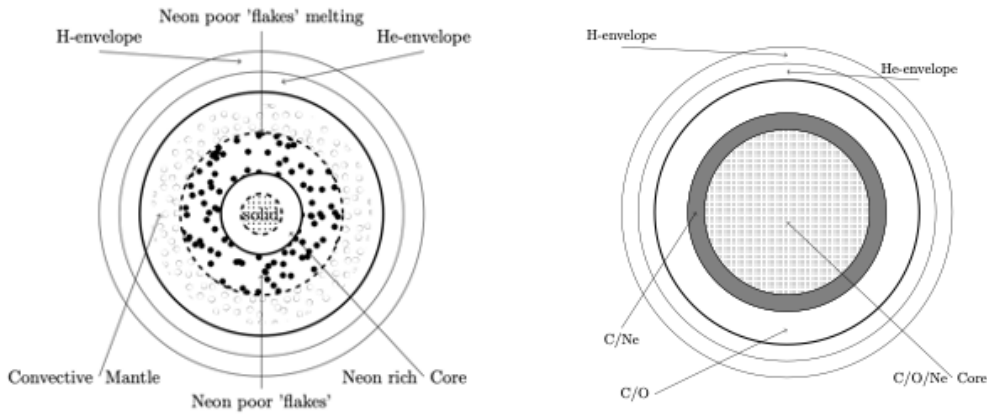 Neon poor 'flakes' melting
H-envelope
He-envelope
solid
Convective Mantle
Neon rich Core
Neon poor 'flakes'
H-envelope
He-envelope
C/Ne
C/O
C/O/Ne Core